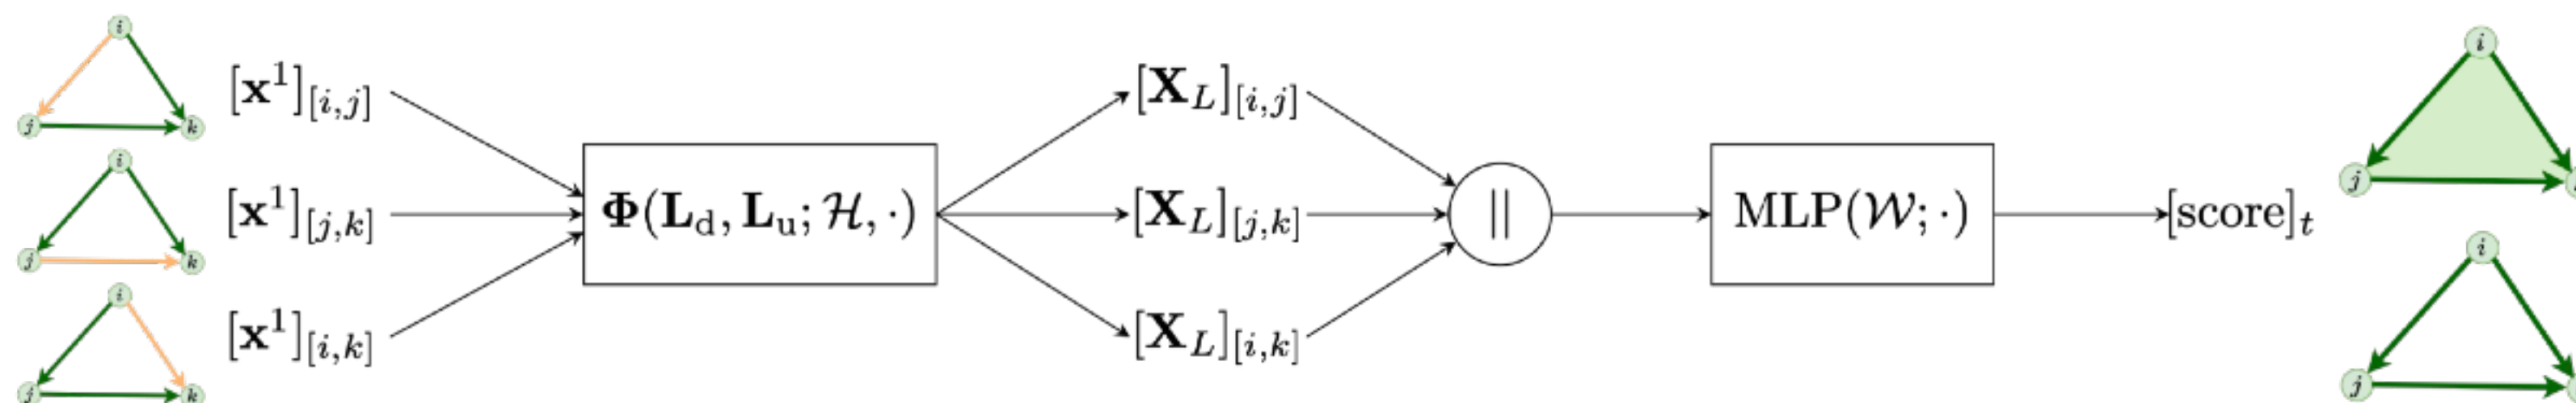 i
j
k
[x¹]_{[i,j]}
i
j
k
[x¹]_{[j,k]}
i
j
k
[x¹]_{[i,k]}
Φ(L_d, L_u; ℋ, ·)
[X_L]_{[i,j]}
[X_L]_{[j,k]}
[X_L]_{[i,k]}
||
MLP(𝒲; ·)
[score]_t
i
j
i
j